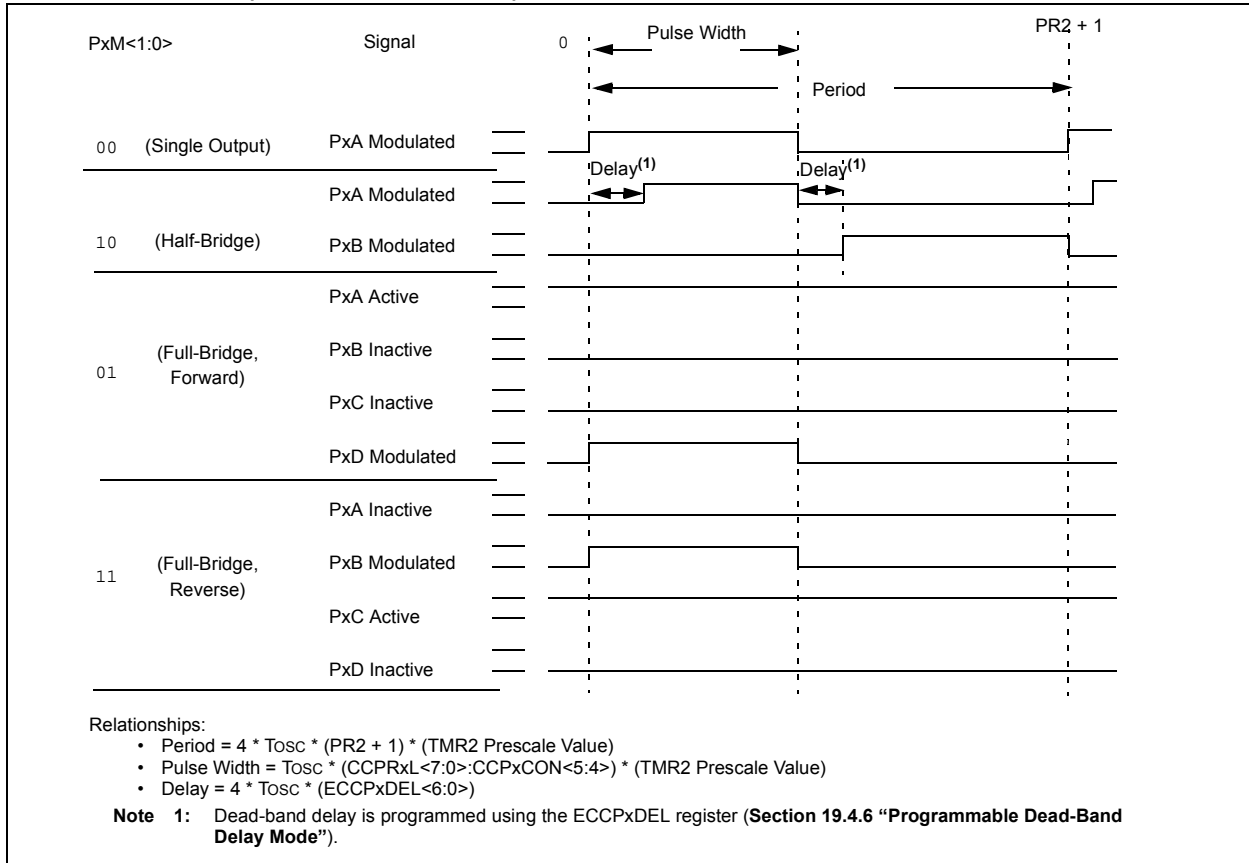 PxM<1:0> Signal 0 Pulse Width PR2 + 1
Period
00 (Single Output) PxA Modulated
Delay(1) Delay(1)
PxA Modulated
10 (Half-Bridge) PxB Modulated
PxA Active
PxB Inactive
01 (Full-Bridge, Forward)
PxC Inactive
PxD Modulated
PxA Inactive
11 (Full-Bridge, Reverse) PxB Modulated
PxC Active
PxD Inactive
Relationships:
• Period = 4 * TOSC * (PR2 + 1) * (TMR2 Prescale Value)
• Pulse Width = TOSC * (CCPRxL<7:0>:CCPxCON<5:4>) * (TMR2 Prescale Value)
• Delay = 4 * TOSC * (ECCPxDEL<6:0>)
Note 1: Dead-band delay is programmed using the ECCPxDEL register (Section 19.4.6 “Programmable Dead-Band
Delay Mode”).